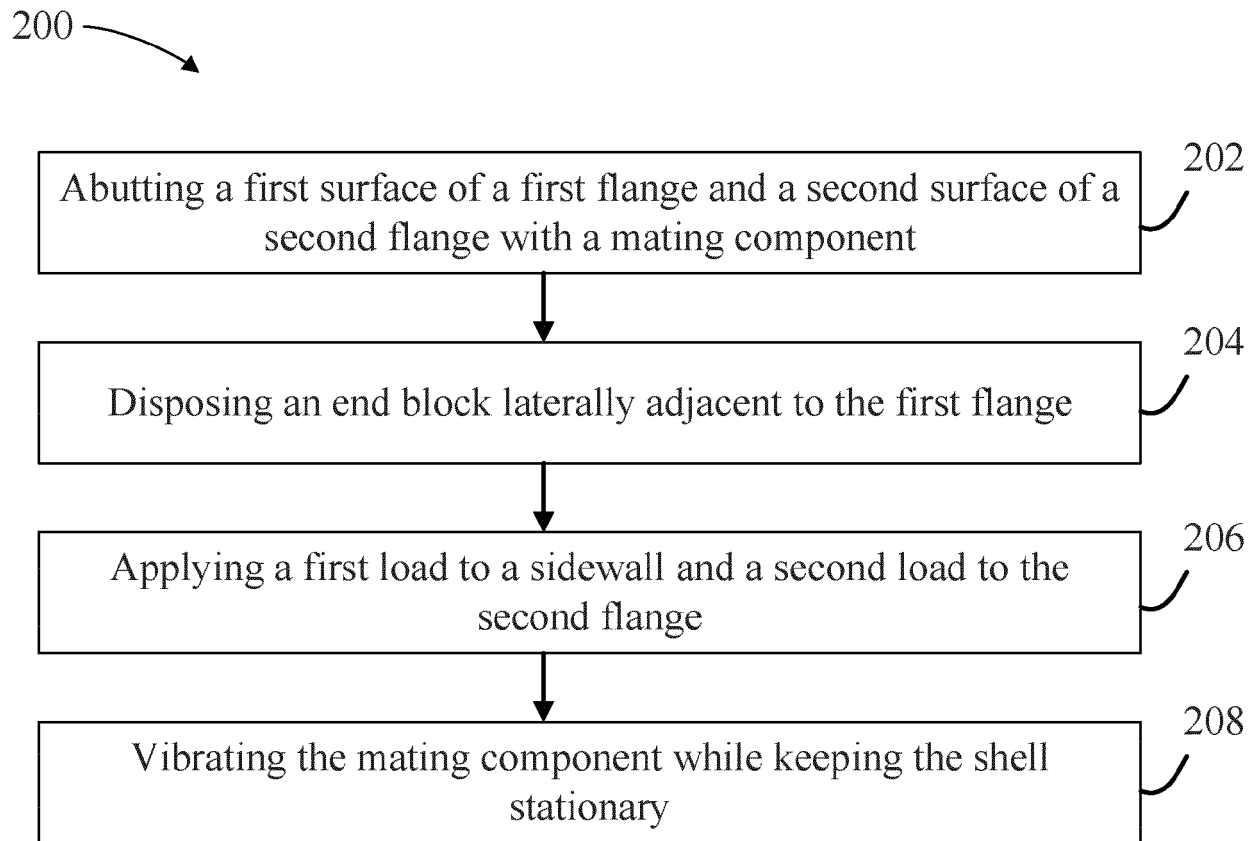 200
202
Abutting a first surface of a first flange and a second surface of a
second flange with a mating component
204
Disposing an end block laterally adjacent to the first flange
206
Applying a first load to a sidewall and a second load to the
second flange
208
Vibrating the mating component while keeping the shell
stationary